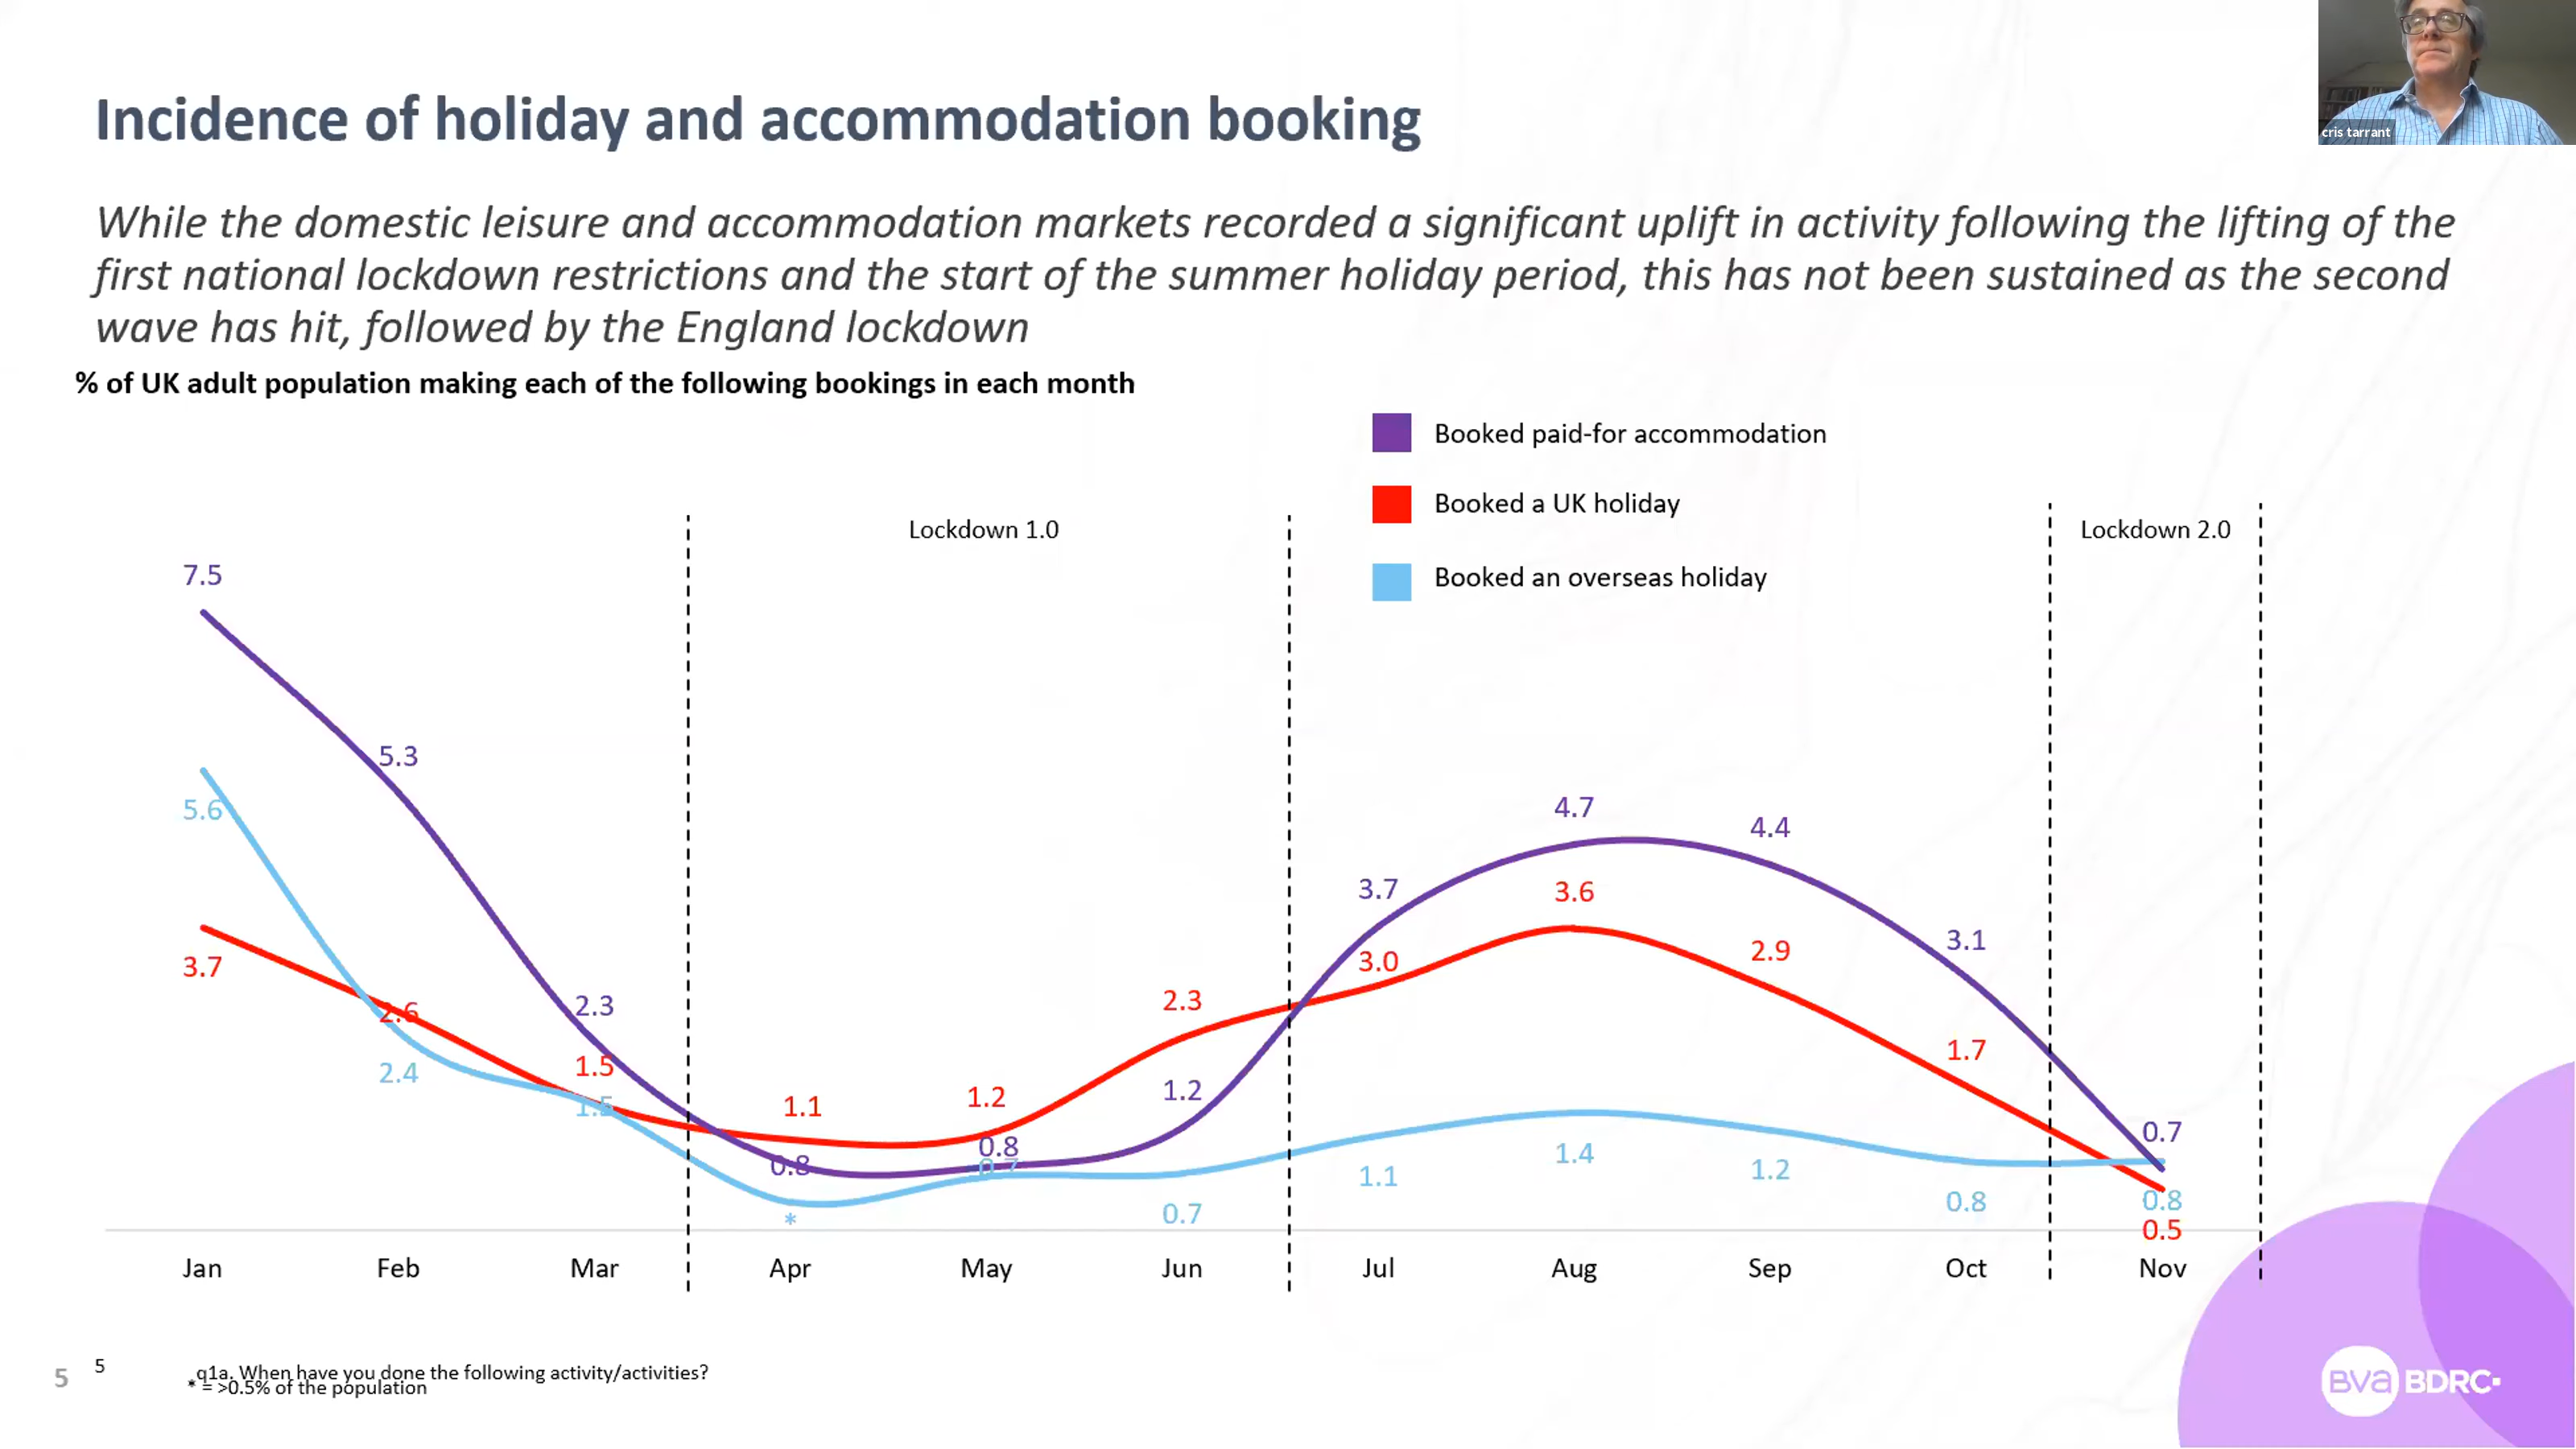 cris tarrant
Incidence of holiday and accommodation booking
While the domestic leisure and accommodation markets recorded a significant uplift in activity following the lifting of the
first national lockdown restrictions and the start of the summer holiday period, this has not been sustained as the second
wave has hit, followed by the England lockdown
% of UK adult population making each of the following bookings in each month
Booked paid-for accommodation
Booked a UK holiday
Booked an overseas holiday
Lockdown 1.0
Lockdown 2.0
7.5
5.3
2.3
0.8
0.8
1.2
3.7
4.7
4.4
3.1
0.7
3.7
2.6
1.5
1.1
1.2
2.3
3.0
3.6
2.9
1.7
0.5
5.6
2.4
1.5
*
0.7
0.7
1.1
1.4
1.2
0.8
0.8
Jan Feb Mar Apr May Jun Jul Aug Sep Oct Nov
5
5
q1a. When have you done the following activity/activities?
* = >0.5% of the population
BVa BDRC